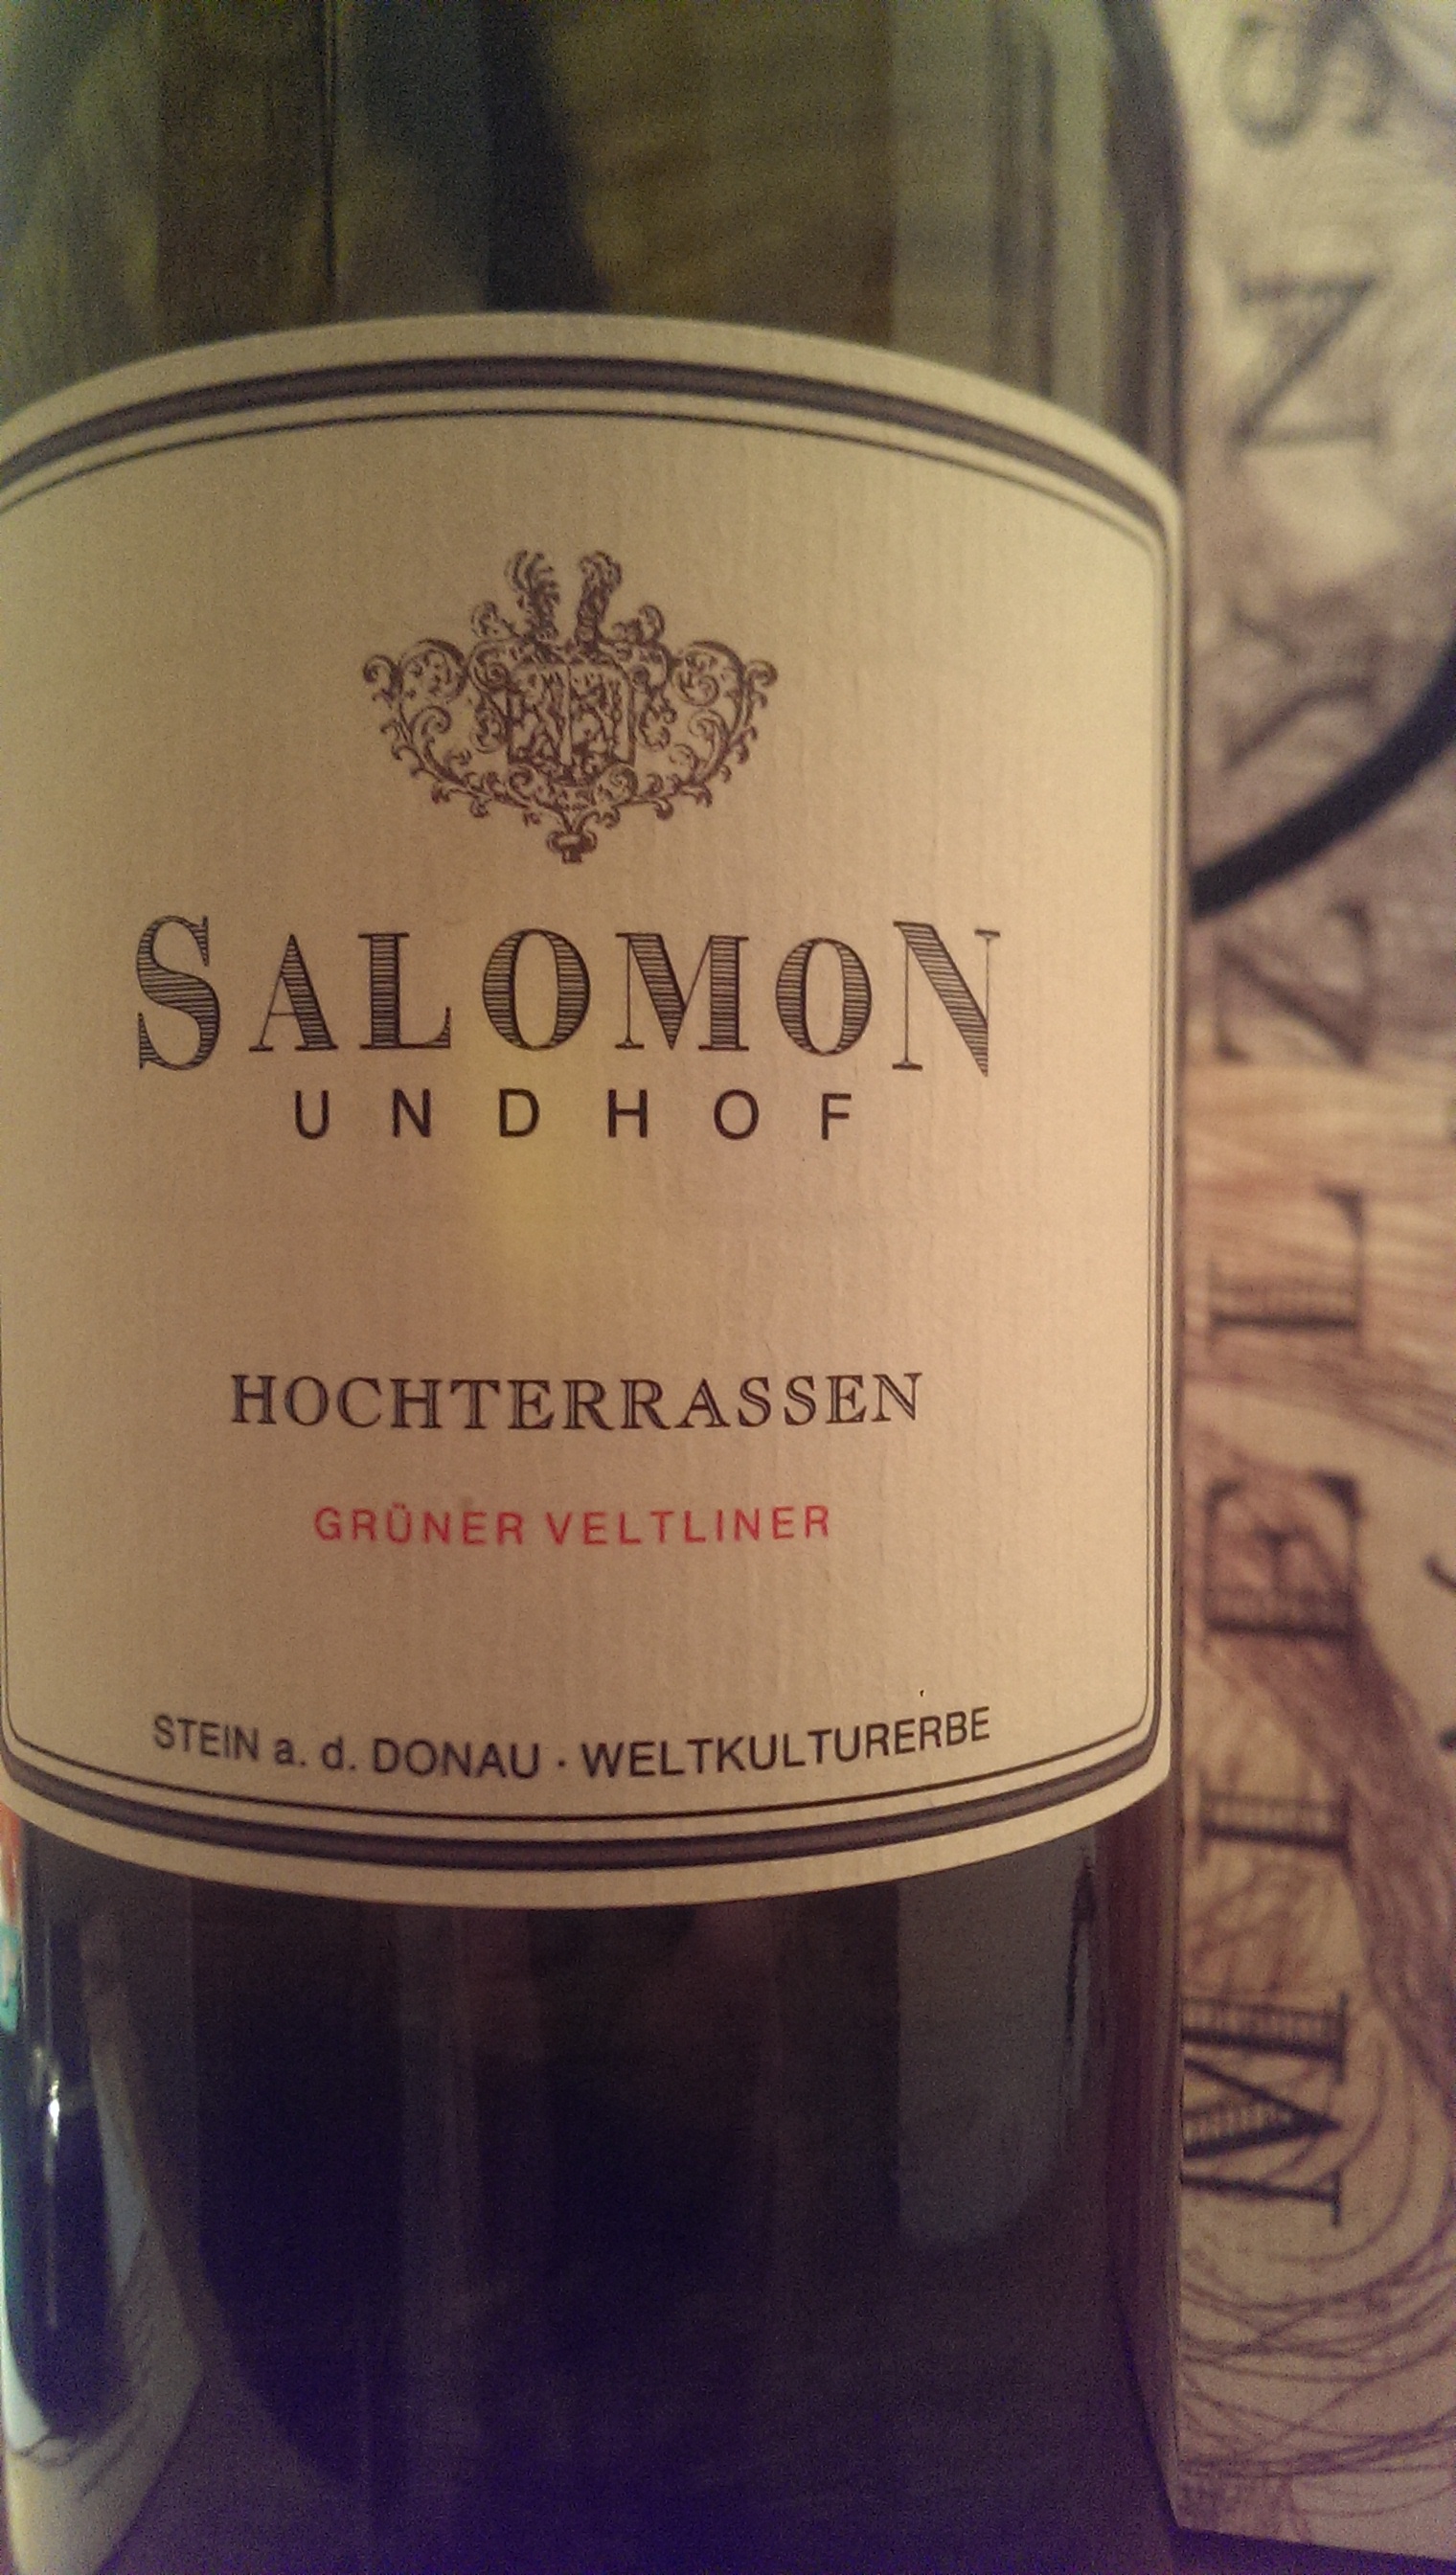 SALOMON
UNDHOF
HOCHTERRASSEN
GRÜNER VELTLINER
STEIN a. d. DONAU · WELTKULTURERBE